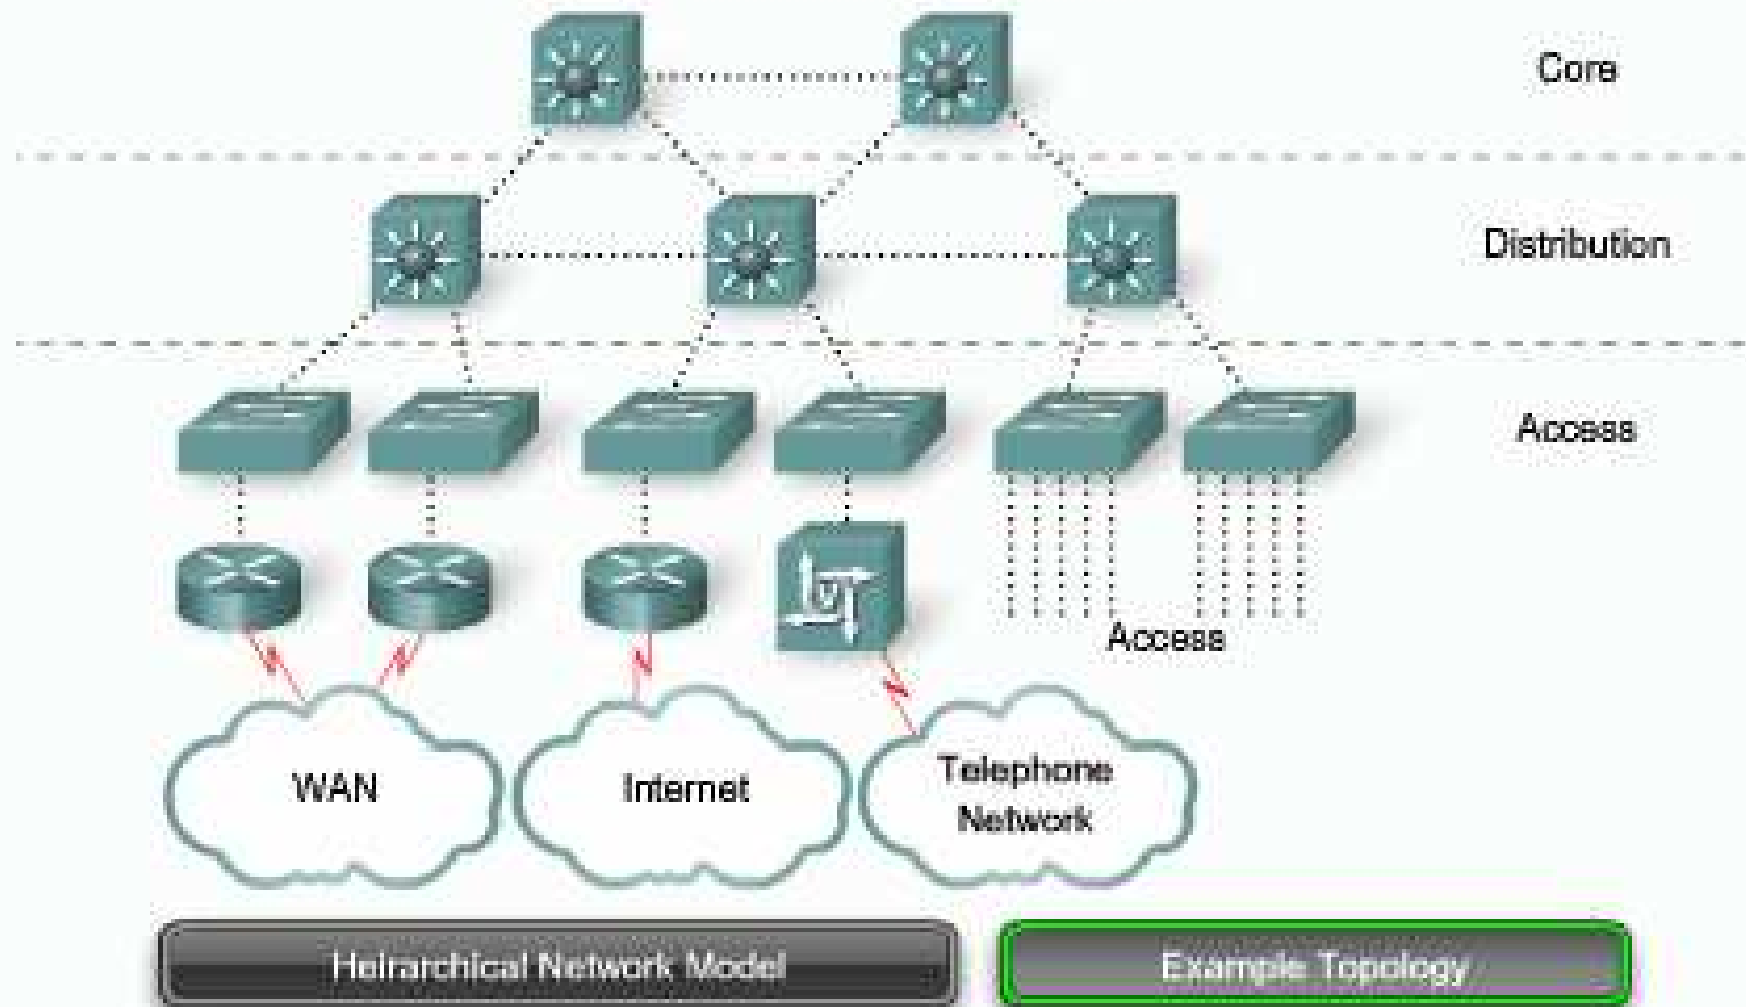 Core
Distribution
Access
Access
WAN
Internet
Telephone
Network
Heirarchical Network Model
Example Topology